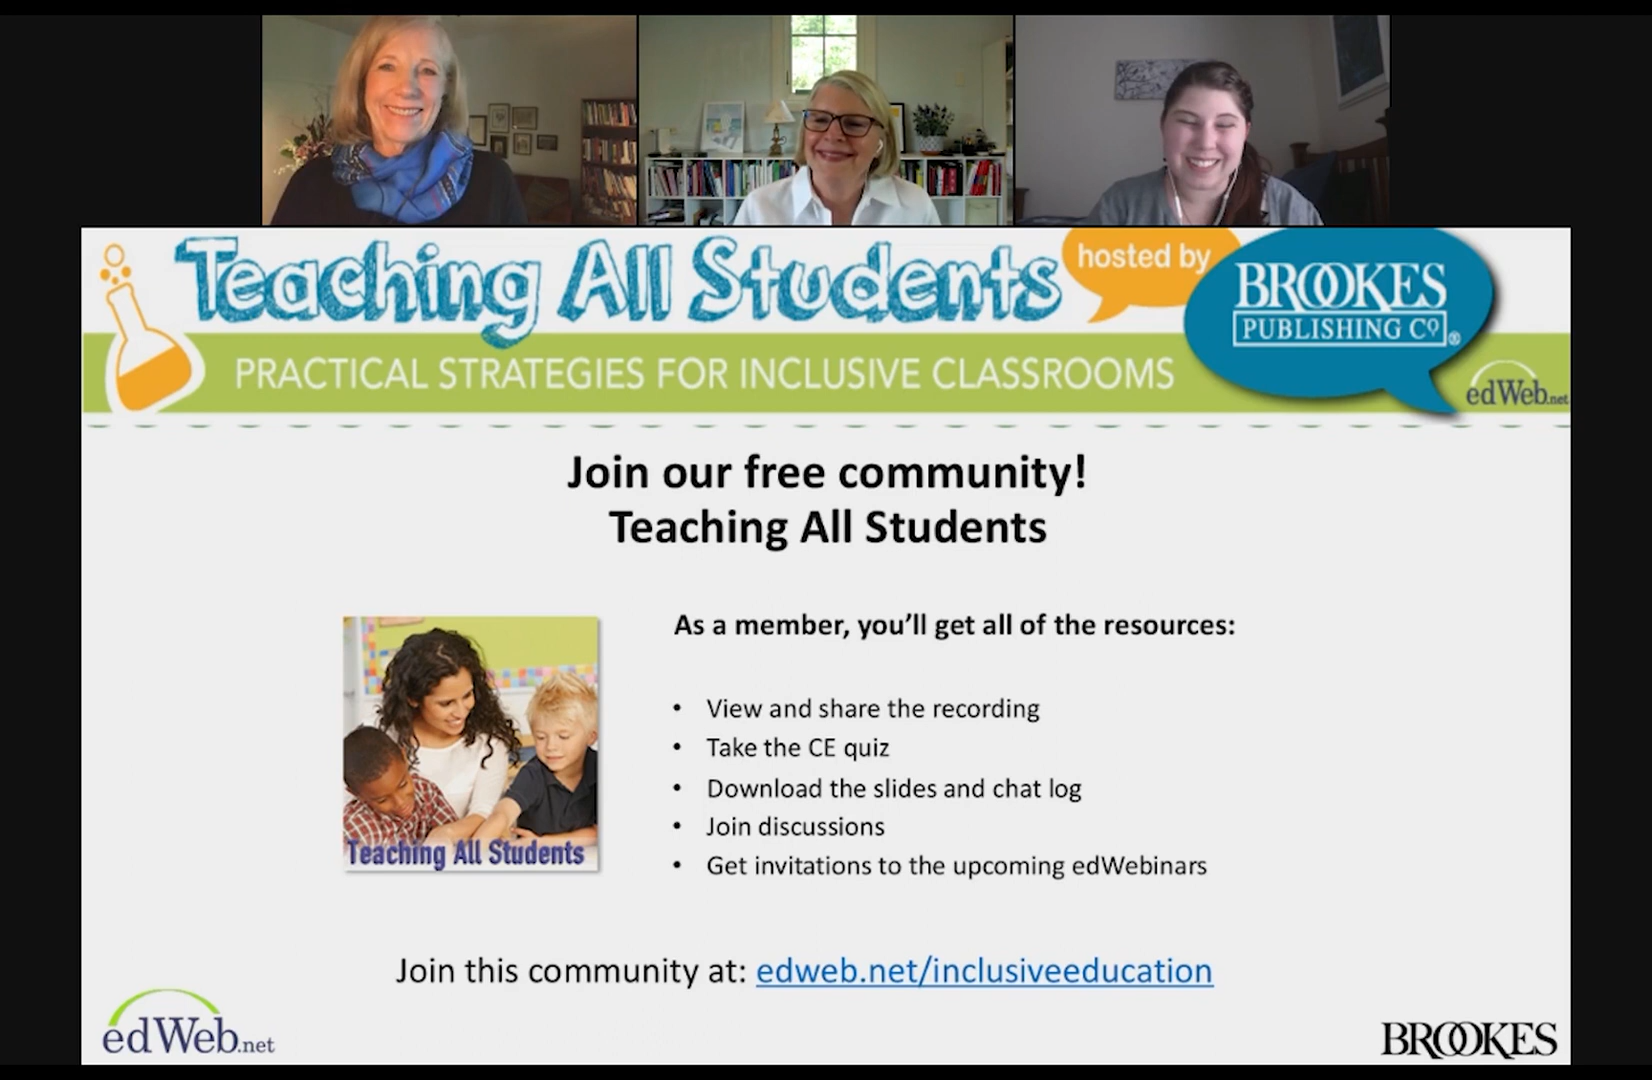 Teaching All Students
hosted by
BROOKES
PUBLISHING CO®
PRACTICAL STRATEGIES FOR INCLUSIVE CLASSROOMS
edWeb.net
Join our free community!
Teaching All Students
As a member, you’ll get all of the resources:
• View and share the recording
• Take the CE quiz
• Download the slides and chat log
• Join discussions
• Get invitations to the upcoming edWebinars
Teaching All Students
Join this community at: edweb.net/inclusiveeducation
edWeb.net
BROOKES